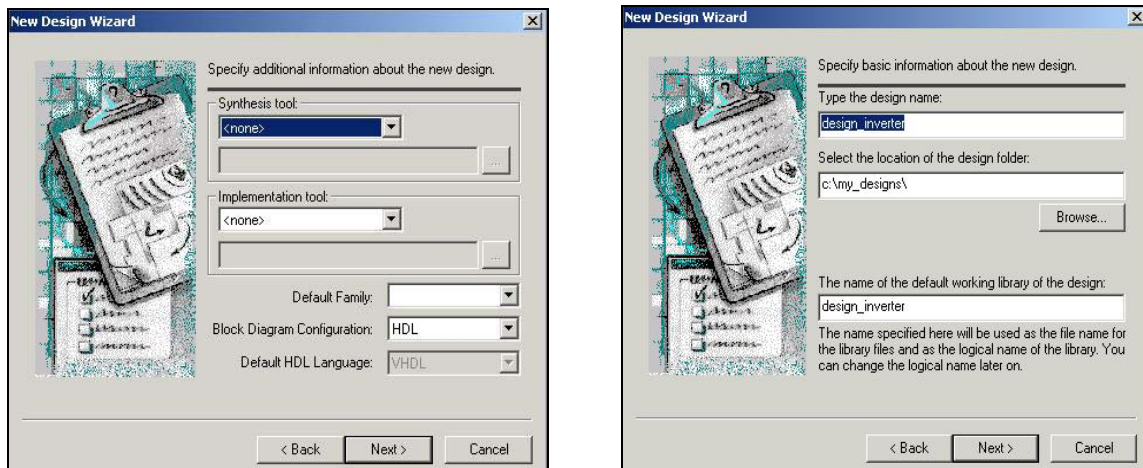 New Design Wizard
Specify additional information about the new design.
Synthesis tool:
<none>
...
Implementation tool:
<none>
...
Default Family:
Block Diagram Configuration: HDL
Default HDL Language: VHDL
< Back Next > Cancel
New Design Wizard
Specify basic information about the new design.
Type the design name:
design_inverter
Select the location of the design folder:
c:\my_designs\
Browse...
The name of the default working library of the design:
design_inverter
The name specified here will be used as the file name for
the library files and as the logical name of the library. You
can change the logical name later on.
< Back Next > Cancel